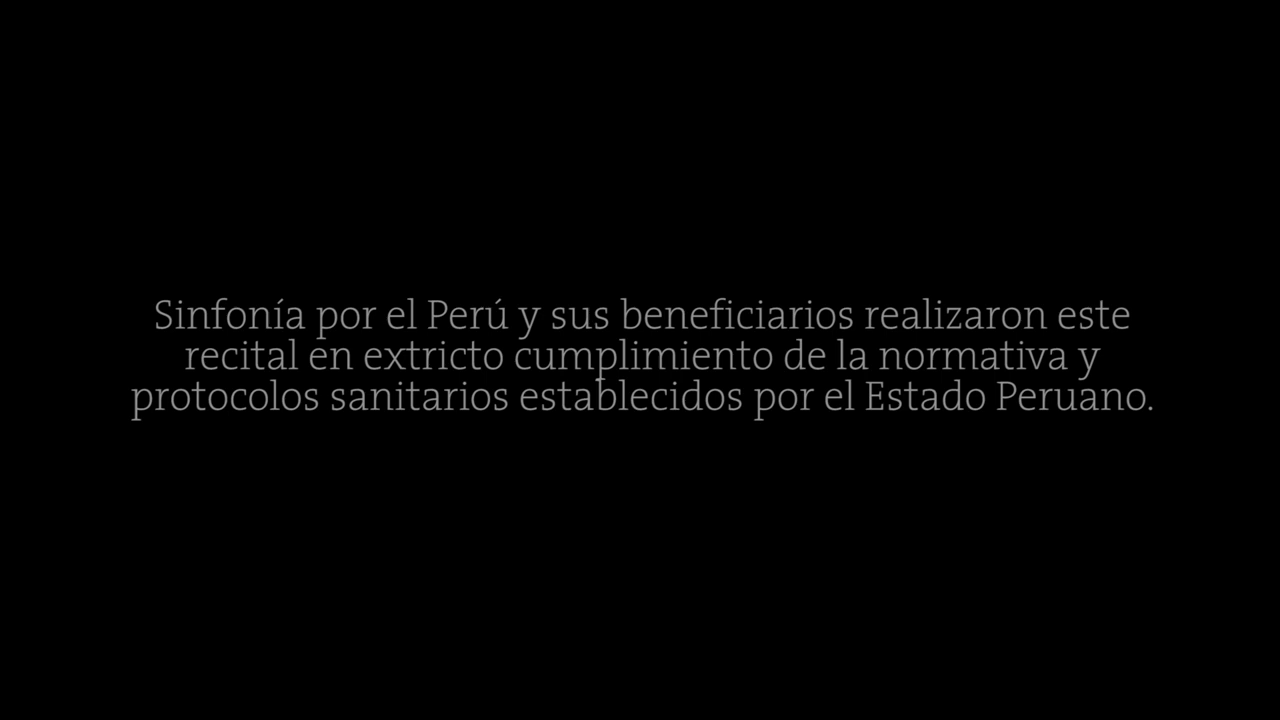 Sinfonía por el Perú y sus beneficiarios realizaron este
recital en extricto cumplimiento de la normativa y
protocolos sanitarios establecidos por el Estado Peruano.